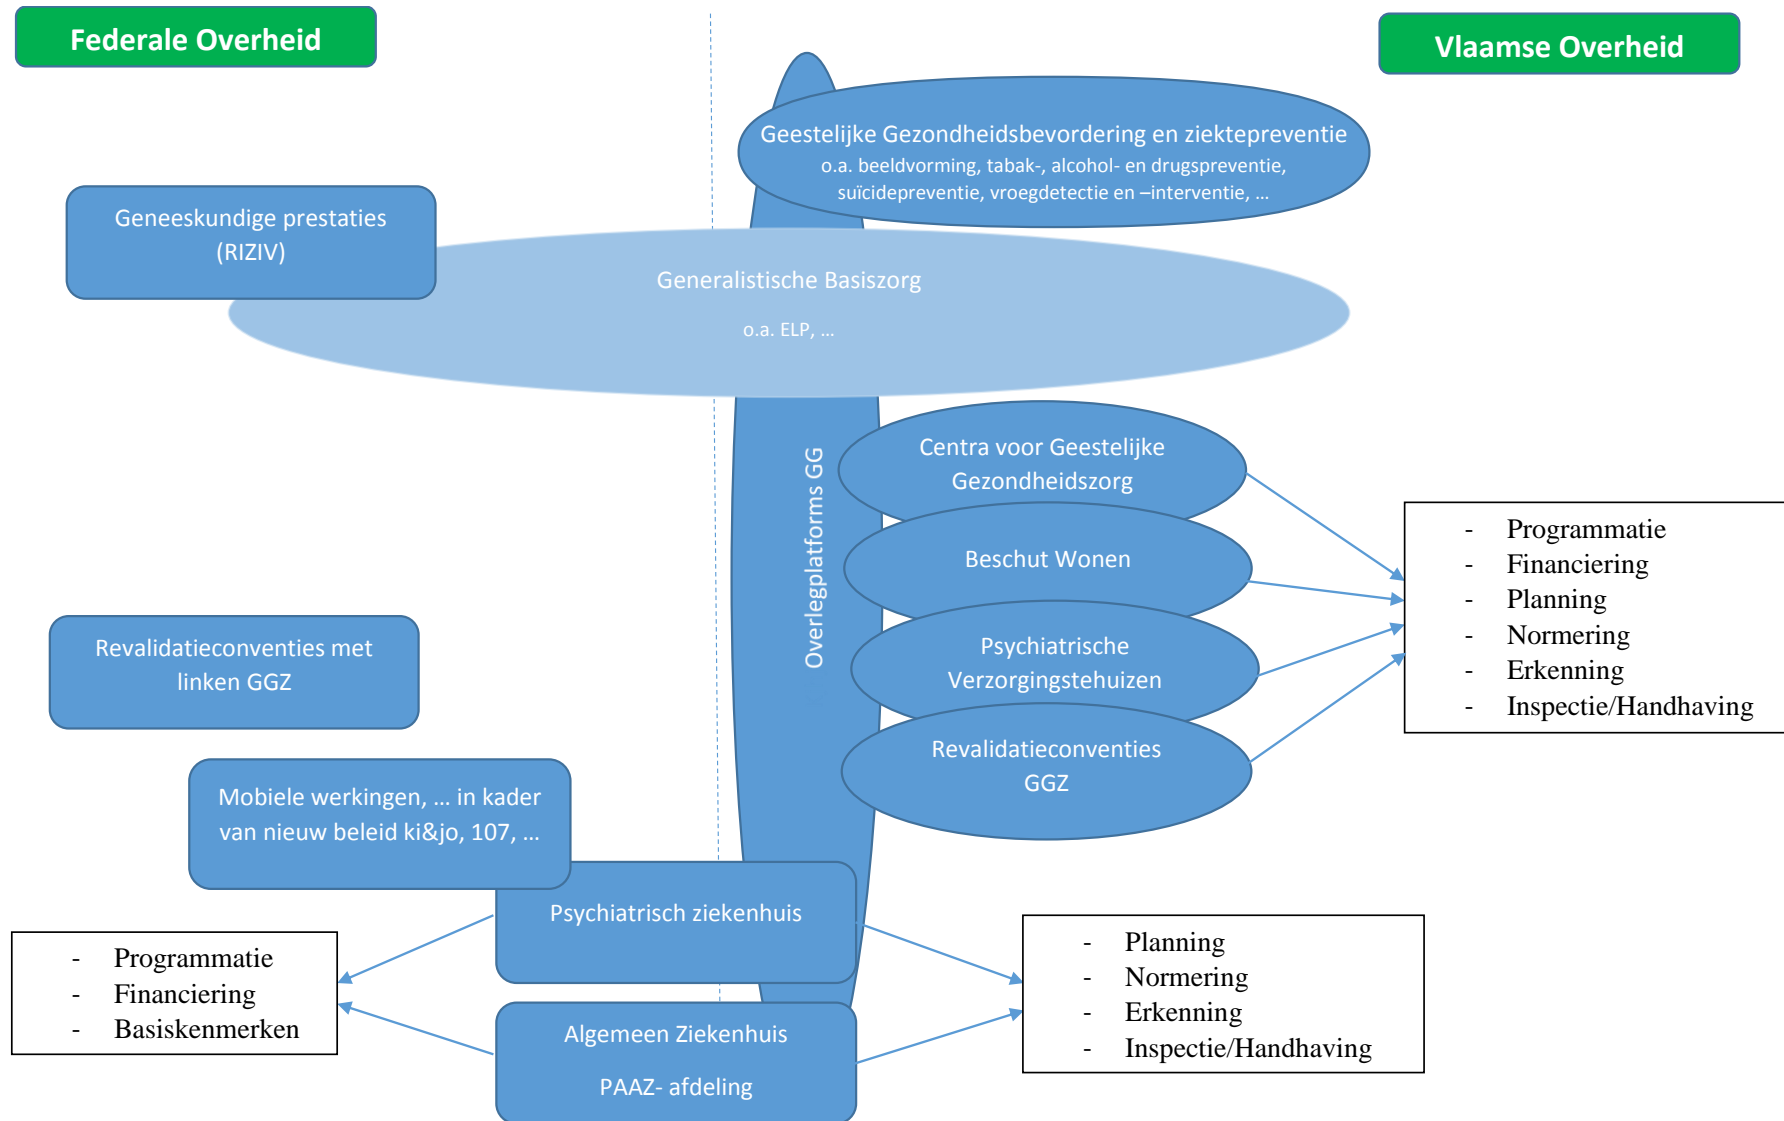 Federale Overheid
Vlaamse Overheid
Geestelijke Gezondheidsbevordering en ziektepreventie
o.a. beeldvorming, tabak-, alcohol- en drugspreventie,
suïcidepreventie, vroegdetectie en –interventie, ...
Geneeskundige prestaties
(RIZIV)
Generalistische Basiszorg
o.a. ELP, ...
Overlegplatforms GG
Centra voor Geestelijke
Gezondheidszorg
Beschut Wonen
Psychiatrische
Verzorgingstehuizen
Revalidatieconventies
GGZ
- Programmatie
- Financiering
- Planning
- Normering
- Erkenning
- Inspectie/Handhaving
Revalidatieconventies met
linken GGZ
Mobiele werkingen, ... in kader
van nieuw beleid ki&jo, 107, ...
Psychiatrisch ziekenhuis
Algemeen Ziekenhuis
PAAZ- afdeling
- Programmatie
- Financiering
- Basiskenmerken
- Planning
- Normering
- Erkenning
- Inspectie/Handhaving